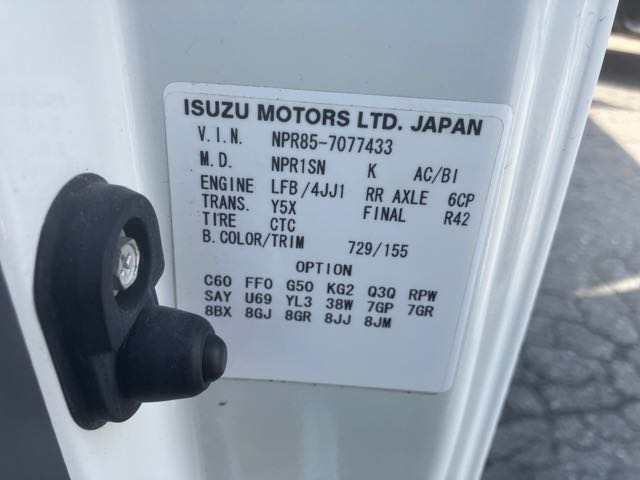 ISUZU MOTORS LTD. JAPAN
V.I.N. NPR85-7077433
M.D. NPR1SN K AC/BI
ENGINE LFB/4JJ1 RR AXLE 6CP
TRANS. Y5X FINAL R42
TIRE CTC
B. COLOR/TRIM 729/155
OPTION
C60 FF0 G50 KG2 Q3Q RPW
SAY U69 YL3 38W 7GP 7GR
8BX 8GJ 8GR 8JJ 8JM